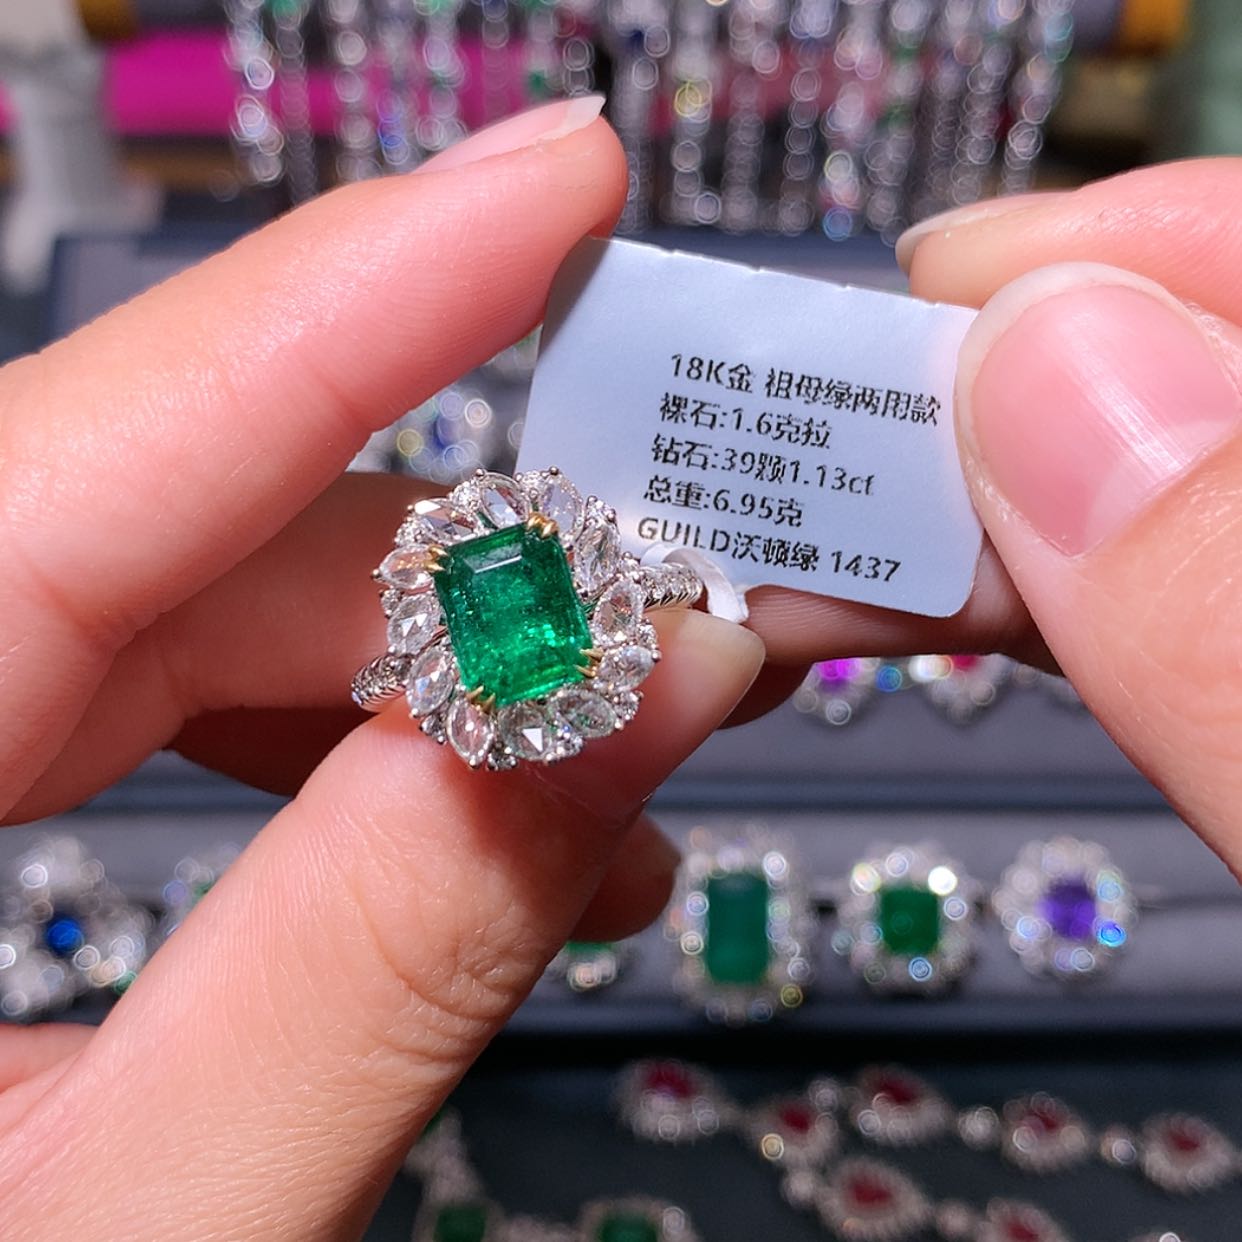 18K金 祖母绿两用款
裸石:1.6克拉
钻石:39颗1.13ct
总重:6.95克
GUILD沃顿绿 1437